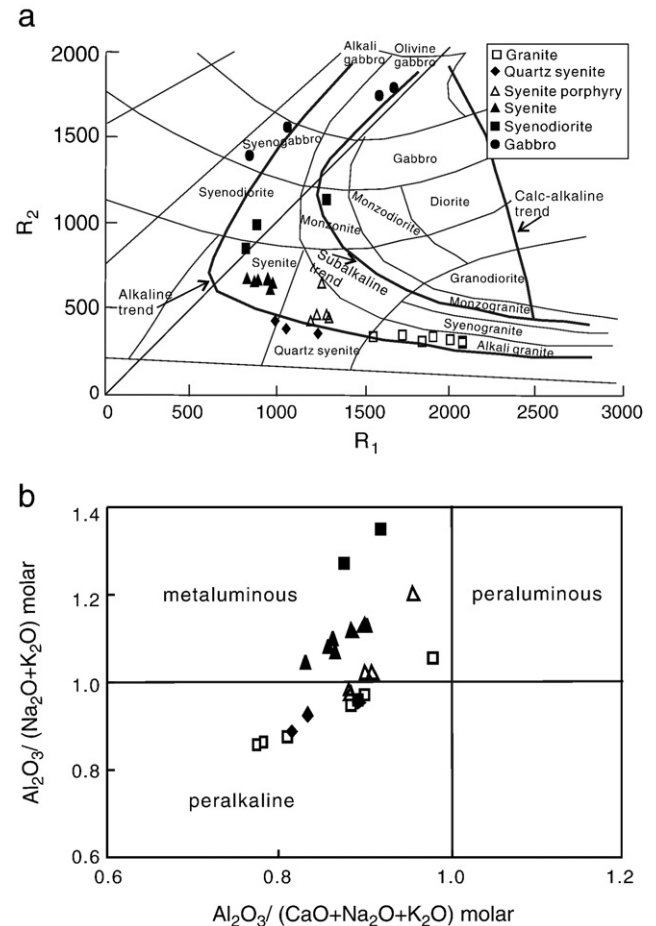 a
2000
1500
1000
500
0
R2
0
500
1000
1500
2000
2500
3000
R1
Alkali
gabbro
Olivine
gabbro
Granite
Quartz syenite
Syenite porphyry
Syenite
Syenodiorite
Gabbro
Syenogabbro
Gabbro
Syenodiorite
Monzodiorite
Diorite
Calc-alkaline
trend
Monzonite
Syenite
Subalkaline
trend
Granodiorite
Alkaline
trend
Monzogranite
Syenogranite
Quartz syenite
Alkali granite
b
1.4
1.2
1.0
0.8
0.6
Al2O3/ (Na2O+K2O) molar
metaluminous
peraluminous
peralkaline
0.6
0.8
1.0
1.2
Al2O3/ (CaO+Na2O+K2O) molar